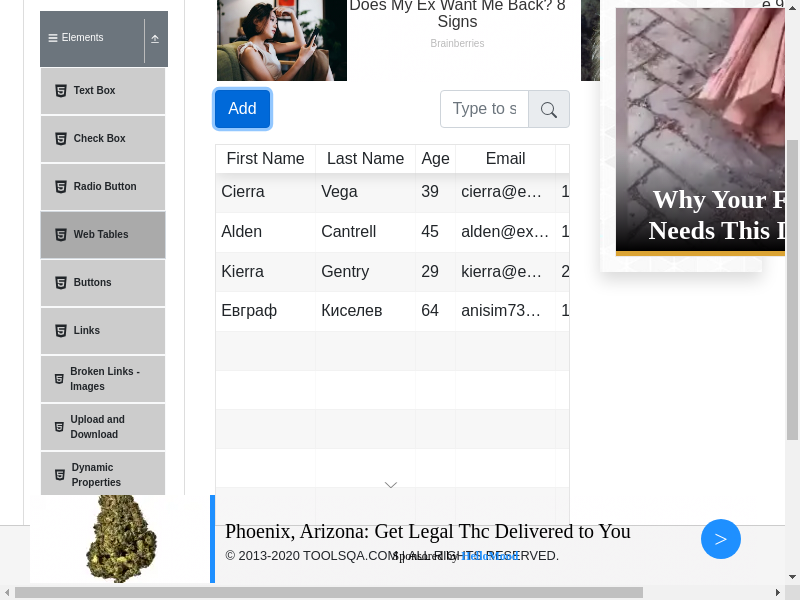 Does My Ex Want Me Back? 8
Signs
Brainberries
Elements
Text Box
Check Box
Radio Button
Web Tables
Buttons
Links
Broken Links -
Images
Upload and
Download
Dynamic
Properties
Add
Type to s
First Name Last Name Age Email
Cierra Vega 39 cierra@e… 1
Alden Cantrell 45 alden@ex… 1
Kierra Gentry 29 kierra@e… 2
Евграф Киселев 64 anisim73… 1
Why Your F
Needs This
Phoenix, Arizona: Get Legal Thc Delivered to You
© 2013-2020 TOOLSQA.COM | ALL RIGHTS RESERVED.
>